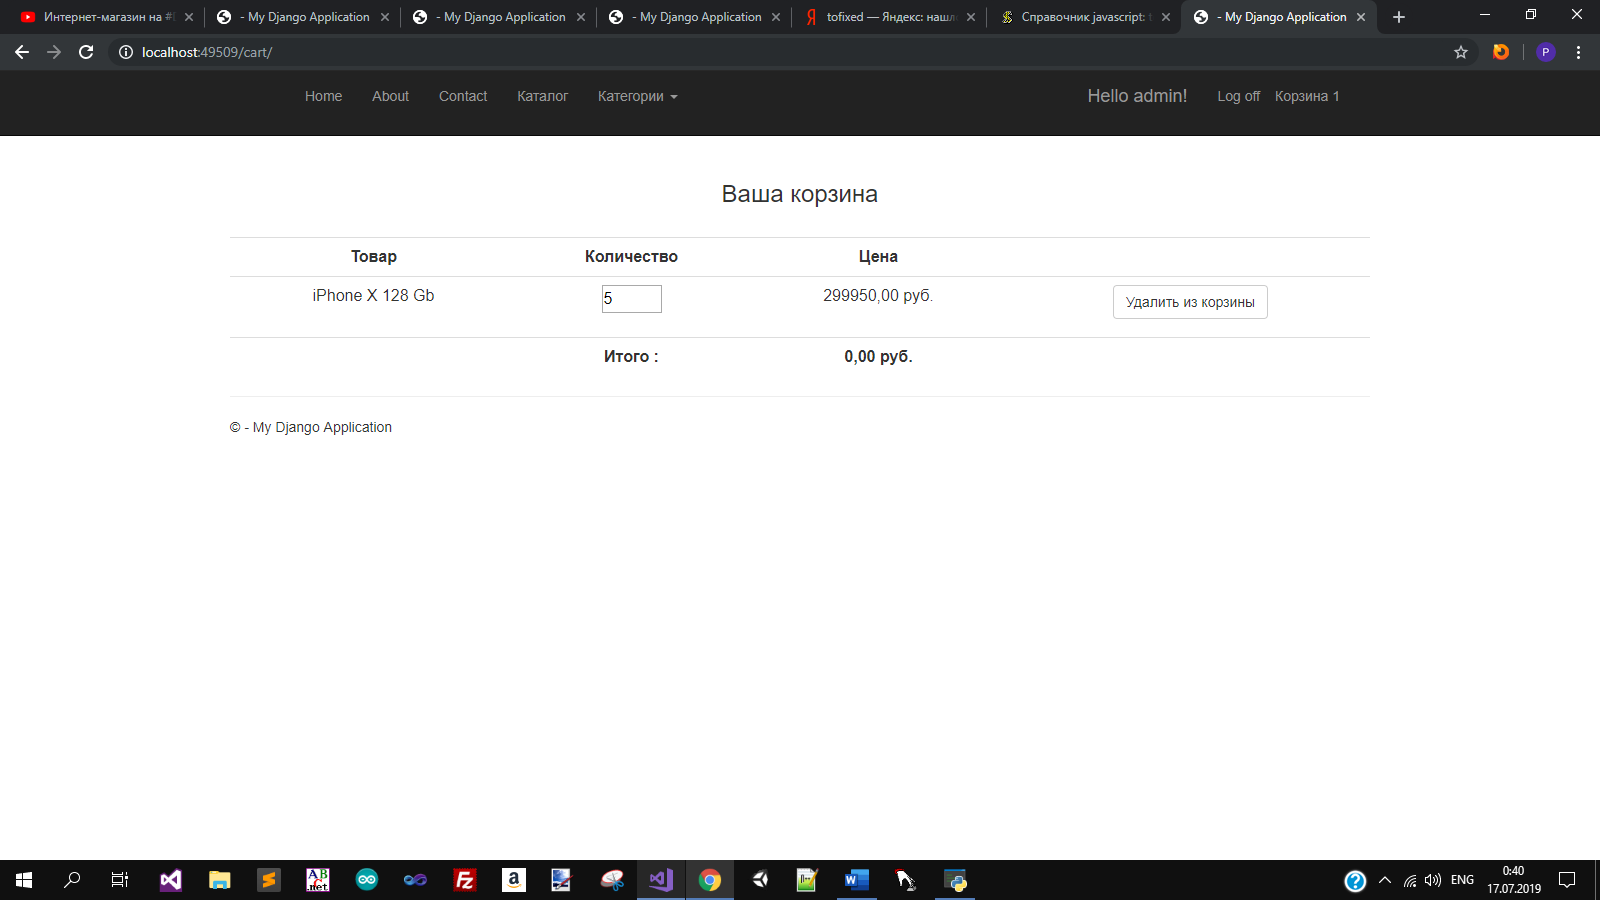 Интернет-магазин на #
- My Django Application
- My Django Application
- My Django Application
tofixed — Яндекс: нашл
Справочник javascript: t
- My Django Application
localhost:49509/cart/
P
Home About Contact Каталог Категории Hello admin! Log off Корзина 1
Ваша корзина
Товар Количество Цена
iPhone X 128 Gb 5 299950,00 руб. Удалить из корзины
Итого : 0,00 руб.
© - My Django Application
ENG
0:40
17.07.2019